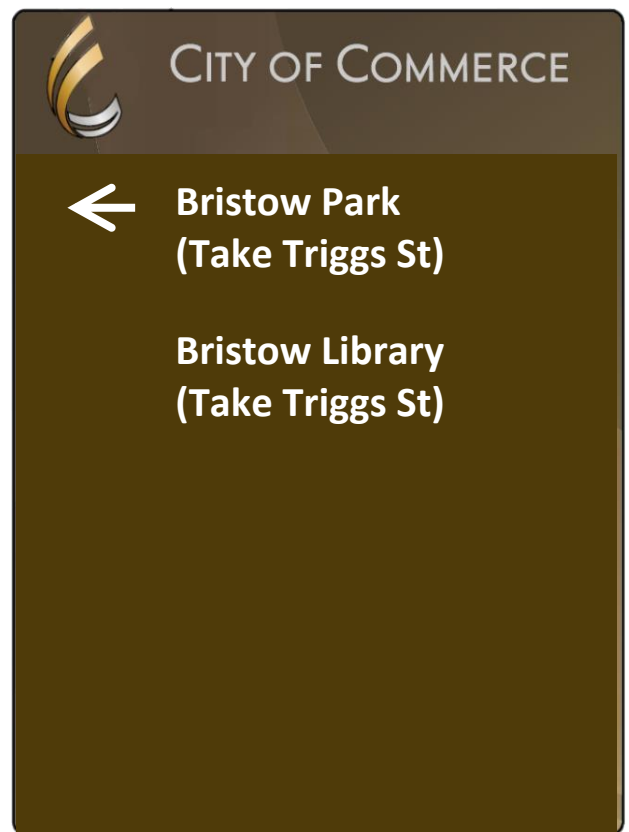 CITY OF COMMERCE
Bristow Park
(Take Triggs St)
Bristow Library
(Take Triggs St)